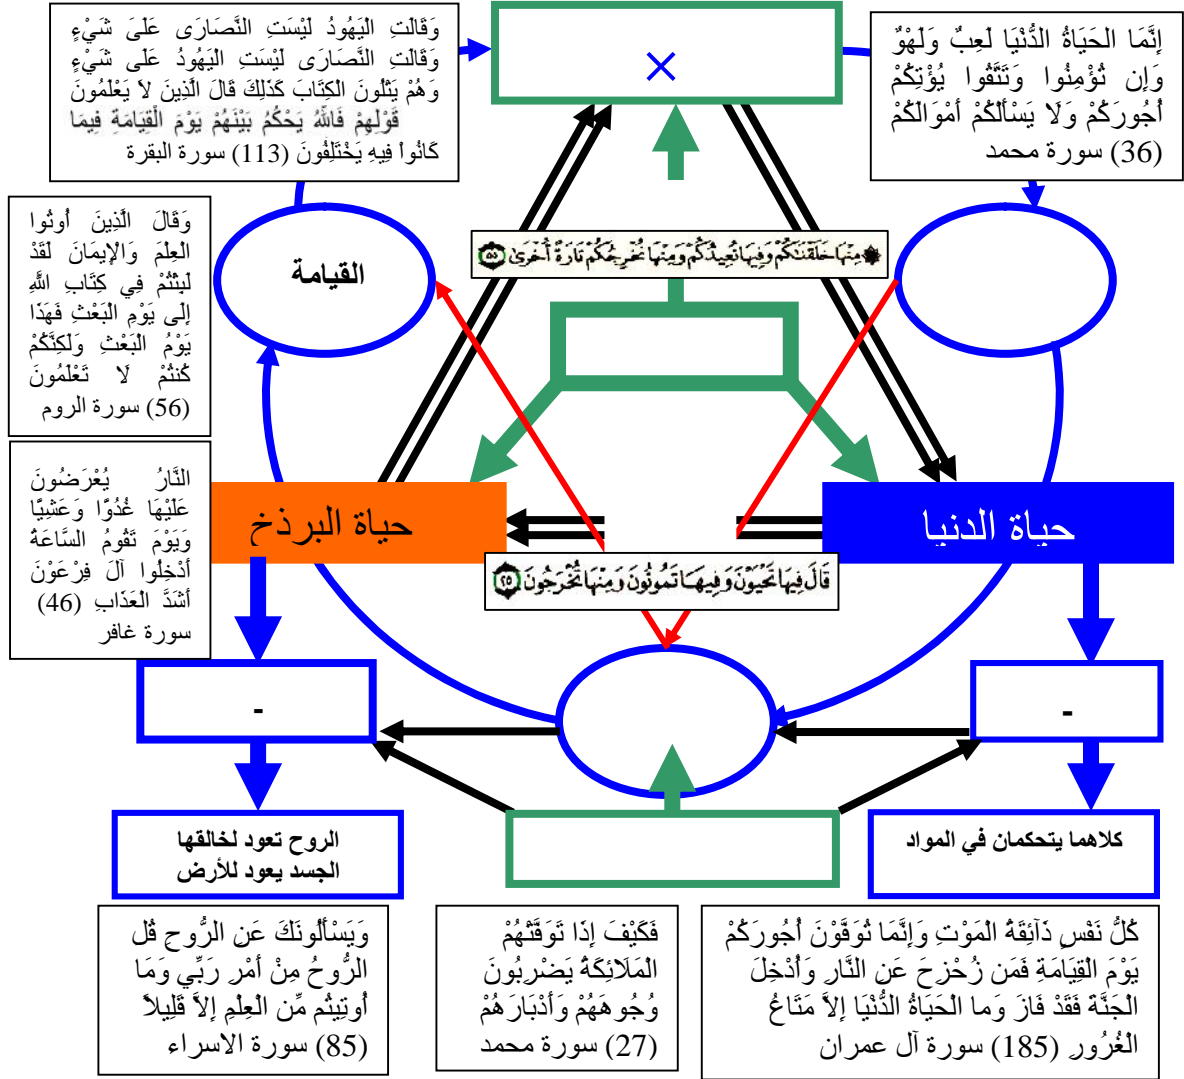 وَقَالَتِ الْيَهُودُ لَيْسَتِ النَّصَارَى عَلَىَ شَيْءٍ
وَقَالَتِ النَّصَارَى لَيْسَتِ الْيَهُودُ عَلَى شَيْءٍ
وَهُمْ يَتْلُونَ الْكِتَابَ كَذَلِكَ قَالَ الَّذِينَ لاَ يَعْلَمُونَ
قَوْلِهِمْ فَاللّهُ يَحْكُمُ بَيْنَهُمْ يَوْمَ الْقِيَامَةِ فِيمَا
كَانُواْ فِيهِ يَخْتَلِفُونَ (113) سورة البقرة
×
إِنَّمَا الحَيَاةُ الدُّنْيَا لَعِبٌ وَلَهْوٌ
وَإِن تُؤْمِنُوا وَتَتَّقُوا يُؤْتِكُمْ
أُجُورَكُمْ وَلَا يَسْأَلْكُمْ أَمْوَالَكُمْ
(36) سورة محمد
وَقَالَ الَّذِينَ أُوتُوا
الْعِلْمَ وَالْإِيمَانَ لَقَدْ
لَبِثْتُمْ فِي كِتَابِ اللَّهِ
إِلَى يَوْمِ الْبَعْثِ فَهَذَا
يَوْمُ الْبَعْثِ وَلَكِنَّكُمْ
كُنتُمْ لَا تَعْلَمُونَ
(56) سورة الروم
القيامة
مِنْهَا خَلَقْنَاكُمْ وَفِيهَا نُعِيدُكُمْ وَمِنْهَا نُخْرِجُكُمْ تَارَةً أُخْرَىٰ ٥٥
النَّارُ يُعْرَضُونَ
عَلَيْهَا غُدُوًّا وَعَشِيًّا
وَيَوْمَ تَقُومُ السَّاعَةُ
أَدْخِلُوا آلَ فِرْعَوْنَ
أَشَدَّ الْعَذَابِ (46)
سورة غافر
حياة البرذخ
حياة الدنيا
قَالَ فِيهَا تَحْيَوْنَ وَفِيهَا تَمُوتُونَ وَمِنْهَا تُخْرَجُونَ ٢٥
-
-
كلاهما يتحكمان في المواد
الروح تعود لخالقها
الجسد يعود للأرض
كُلُّ نَفْسٍ ذَآئِقَةُ الْمَوْتِ وَإِنَّمَا تُوَفَّوْنَ أُجُورَكُمْ
يَوْمَ الْقِيَامَةِ فَمَن زُحْزِحَ عَنِ النَّارِ وَأُدْخِلَ
الْجَنَّةَ فَقَدْ فَازَ وَما الْحَيَاةُ الدُّنْيَا إِلاَّ مَتَاعُ
الْغُرُورِ (185) سورة آل عمران
فَكَيْفَ إِذَا تَوَفَّتْهُمْ
الْمَلَائِكَةُ يَضْرِبُونَ
وُجُوهَهُمْ وَأَدْبَارَهُمْ
(27) سورة محمد
وَيَسْأَلُونَكَ عَنِ الرُّوحِ قُلِ
الرُّوحُ مِنْ أَمْرِ رَبِّي وَمَا
أُوتِيتُم مِّن الْعِلْمِ إِلاَّ قَلِيلاً
(85) سورة الاسراء